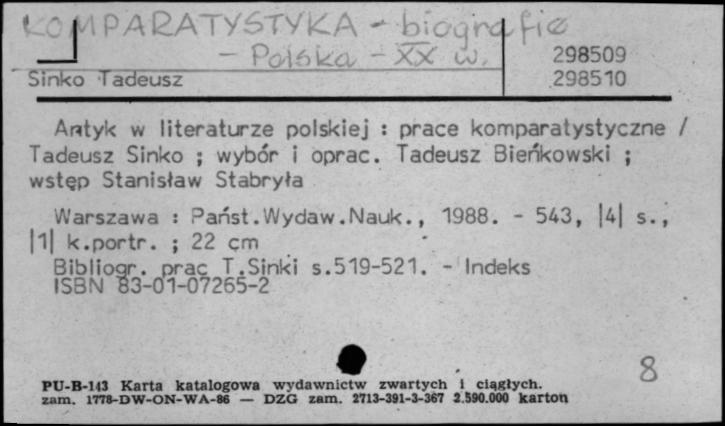 KOMPARATYSTYKA - biografie
- Polska - XX w.
298509
Sinko Tadeusz 298510
Antyk w literaturze polskiej : prace komparatystyczne /
Tadeusz Sinko ; wybór i oprac. Tadeusz Bieńkowski ;
wstęp Stanisław Stabryła
Warszawa : Państ.Wydaw.Nauk., 1988. - 543, |4| s.,
|1| k.portr. ; 22 cm
Bibliogr. prac T.Sinki s.519-521. - Indeks
ISBN 83-01-07265-2
8
PU-B-143 Karta katalogowa wydawnictw zwartych i ciągłych.
zam. 1778-DW-ON-WA-86 — DZG zam. 2713-391-3-367 2.590.000 karton